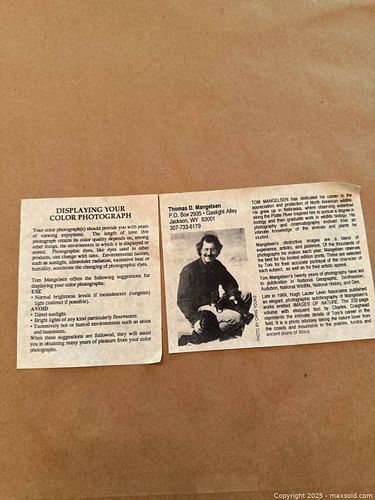 DISPLAYING YOUR
COLOR PHOTOGRAPH
Your color photograph(s) should provide you with years
of viewing enjoyment. The length of time this
photograph retains its color quality depends on, among
other things, the environment in which it is displayed or
stored. Photographic dyes, like dyes used in other
products, can change with time. Environmental factors,
such as sunlight, ultraviolet radiation, excessive heat or
humidity, accelerate the changing of photographic dyes.
Tom Mangelsen offers the following suggestions for
displaying your color photographs:
USE
• Normal brightness levels of incandescent (tungsten)
light (indirect if possible).
AVOID
• Direct sunlight.
• Bright lights of any kind particularly flourescent.
• Excessively hot or humid environments such as attics
and basements.
When these suggestions are followed, they will assist
you in obtaining many years of pleasure from your color
photographs.
Thomas D. Mangelsen
P.O. Box 2935 • Gaslight Alley
Jackson, WY 83001
307-733-6179
PHOTO BY CHRIS
TOM MANGELSEN has dedicated his career to the
appreciation and protection of North American wildlife.
He grew up in Nebraska, where observing waterfowl
along the Platte River inspired him to pursue a degree in
biology and then graduate work in wildlife biology. His
photography and cinematography evolved from an
intimate knowledge of the animals and places he
visited.
Mangelsen's distinctive images are a blend of
experience, artistry, and patience. Of the thousands of
photographs he makes each year, Mangelsen reserves
the best for his limited edition prints. These are selected
by Tom for their accurate portrayal of the character of
each subject, as well as for their artistic
Tom Mangelsen's twenty years of photography have led
to publication in National Geographic, Smithsonian,
Audubon, National Wildlife, Natural History, and Geo.
Late in 1989, Hugh Lauter Levin Associates published
an elegant, photographic autobiography of Mangelsen's
works entitled IMAGES OF NATURE. The 232-page
volume with eloquent text by Charles Craighead
represents the intimate details of Tom's career in the
field. It is a photo odyssey taking the nature lover from
the coasts and mountains to the prairies, tundra and
ancient plains of Africa.
Copyright © 2025 - maxsold.com